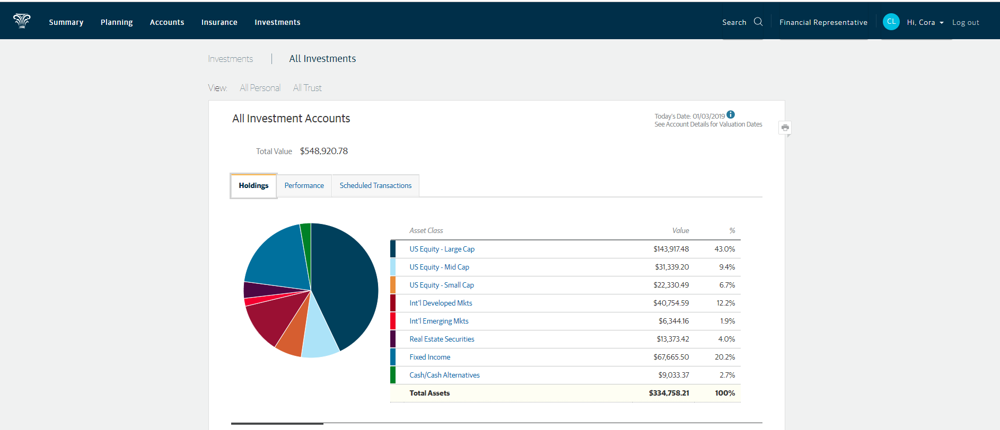 Summary Planning Accounts Insurance Investments Search Financial Representative CL Hi, Cora Log out
Investments | All Investments
View: All Personal All Trust
All Investment Accounts
Today's Date: 01/03/2019 i
See Account Details for Valuation Dates
Total Value $548,920.78
Holdings Performance Scheduled Transactions
Asset Class Value %
US Equity - Large Cap $143,917.48 43.0%
US Equity - Mid Cap $31,339.20 9.4%
US Equity - Small Cap $22,330.49 6.7%
Int'l Developed Mkts $40,754.59 12.2%
Int'l Emerging Mkts $6,344.16 1.9%
Real Estate Securities $13,373.42 4.0%
Fixed Income $67,665.50 20.2%
Cash/Cash Alternatives $9,033.37 2.7%
Total Assets $334,758.21 100%